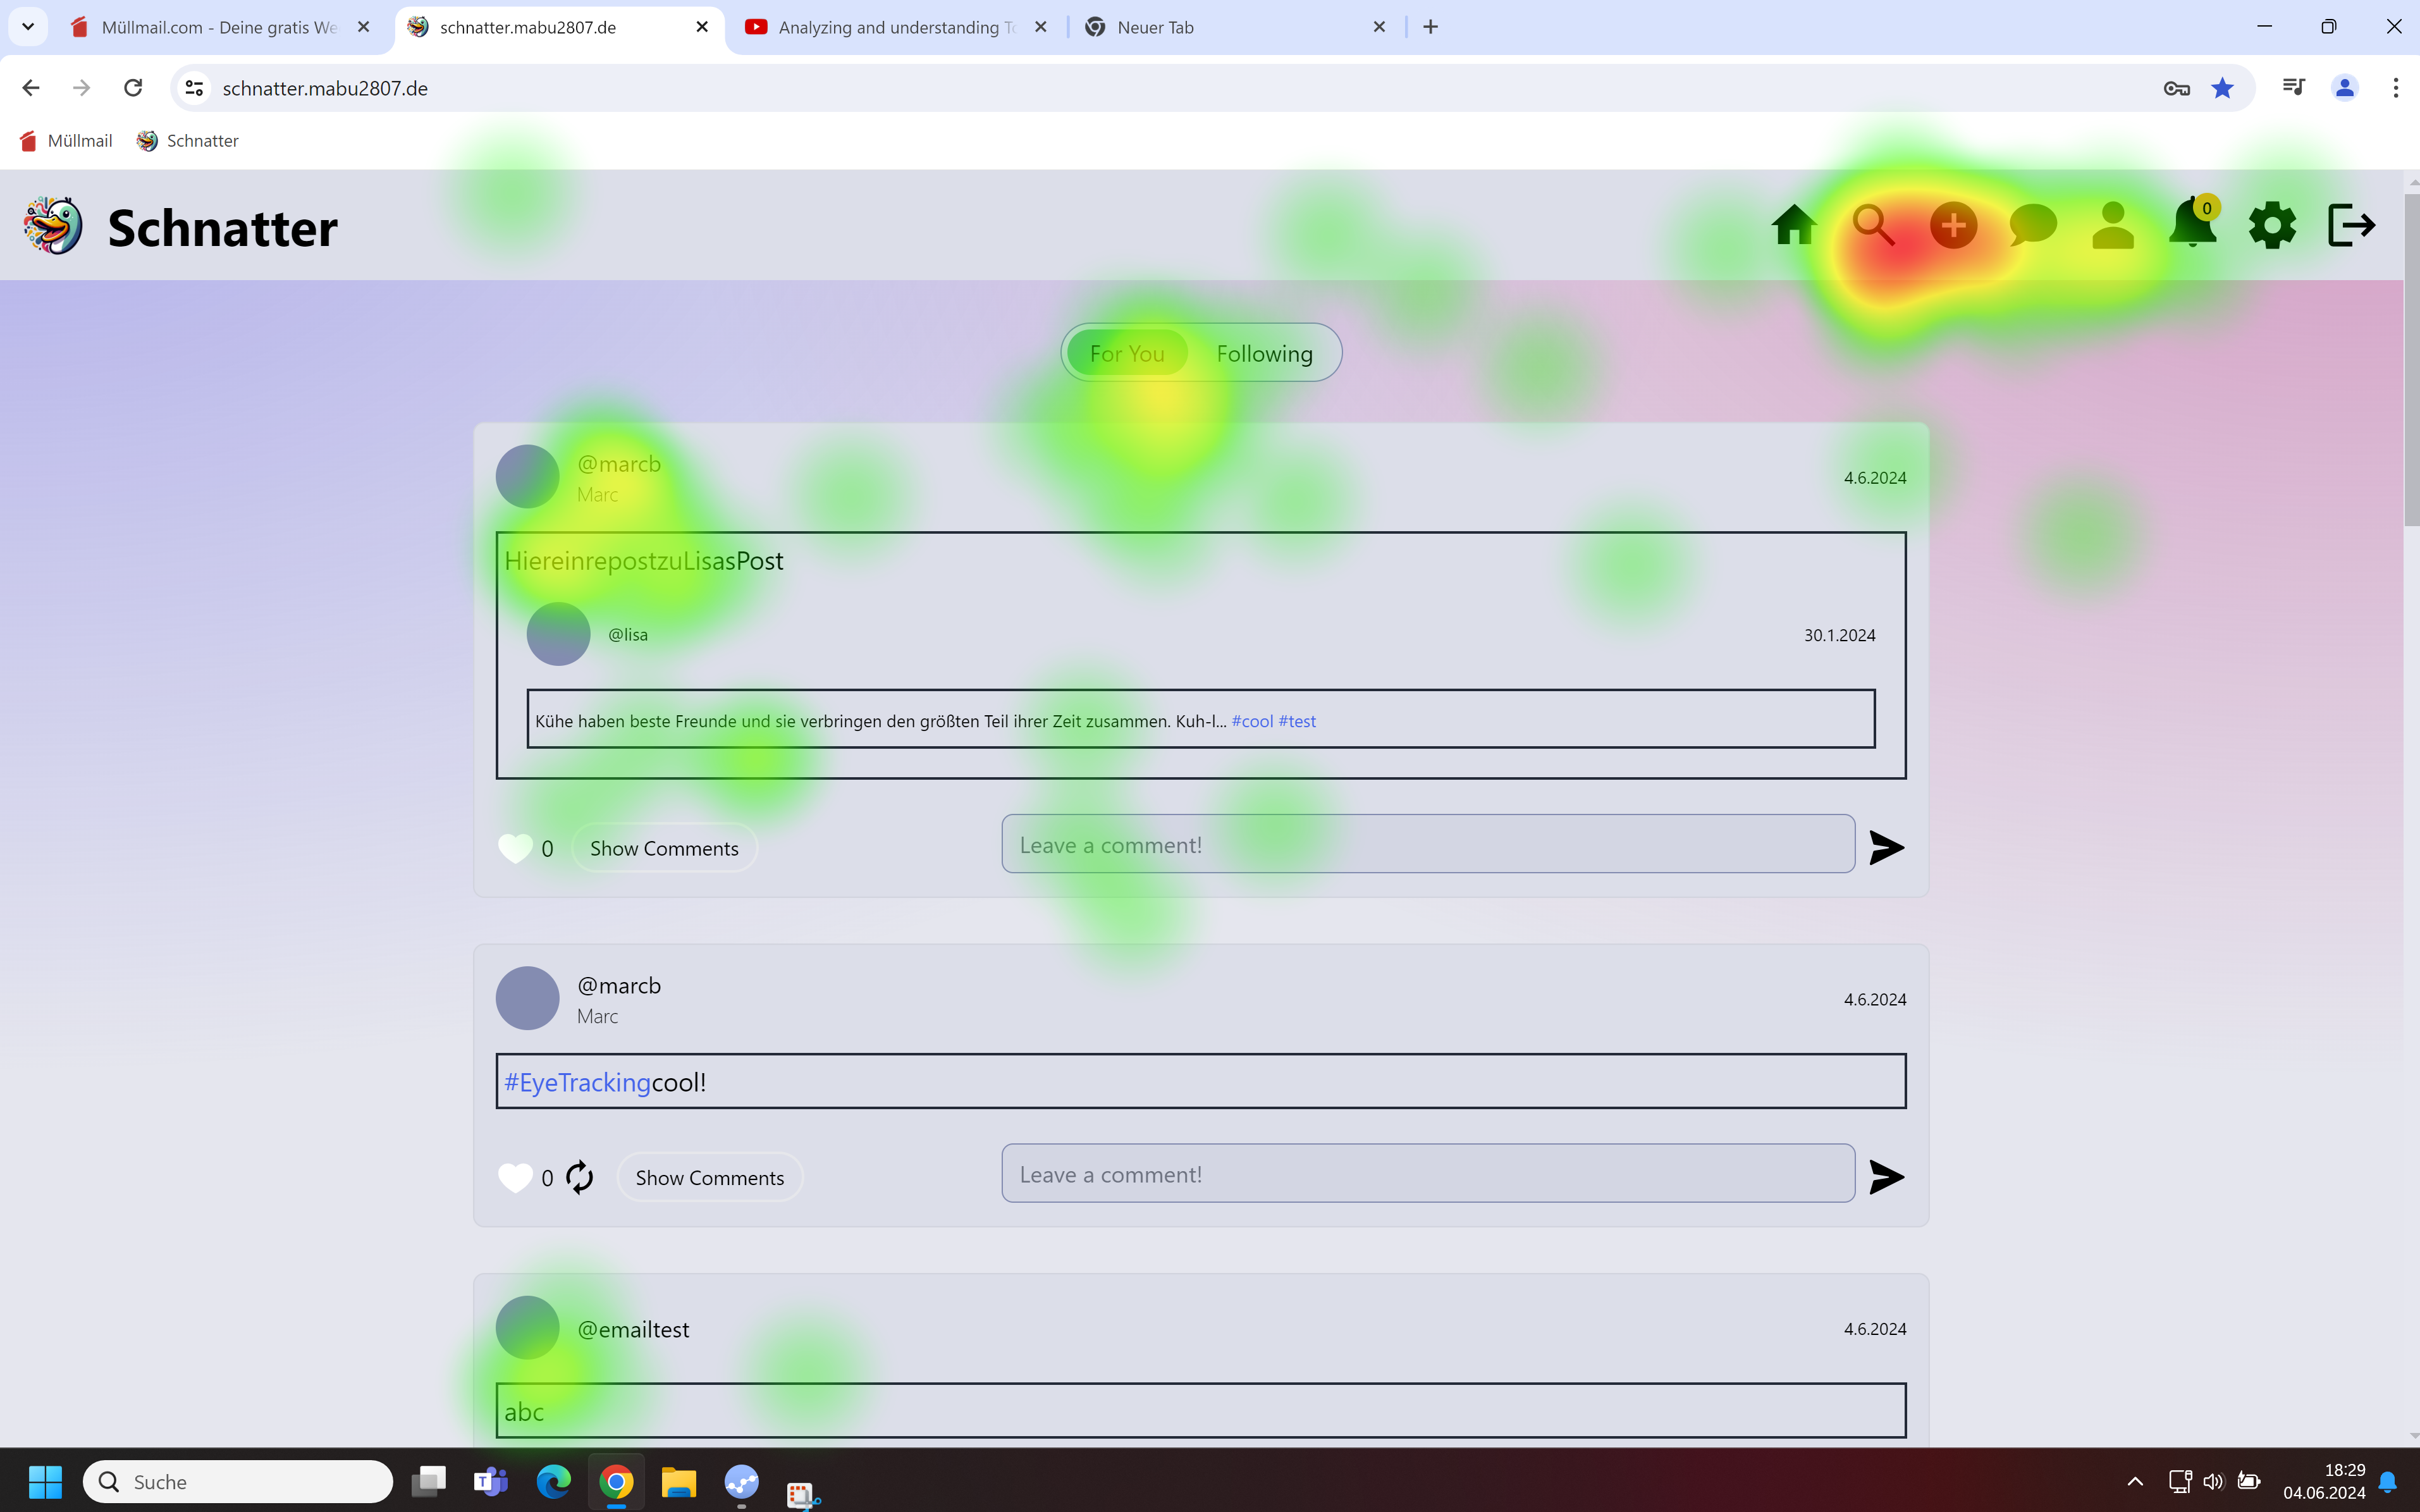 Müllmail.com - Deine gratis We
schnatter.mabu2807.de
Analyzing and understanding To
Neuer Tab
schnatter.mabu2807.de
Müllmail
Schnatter
Schnatter
0
For You
Following
@marcb
Marc
4.6.2024
HiereinrepostzuLisasPost
@lisa
30.1.2024
Kühe haben beste Freunde und sie verbringen den größten Teil ihrer Zeit zusammen. Kuh-l... #cool #test
0
Show Comments
Leave a comment!
@marcb
Marc
4.6.2024
#EyeTrackingcool!
0
Show Comments
Leave a comment!
@emailtest
4.6.2024
abc
Suche
18:29
04.06.2024